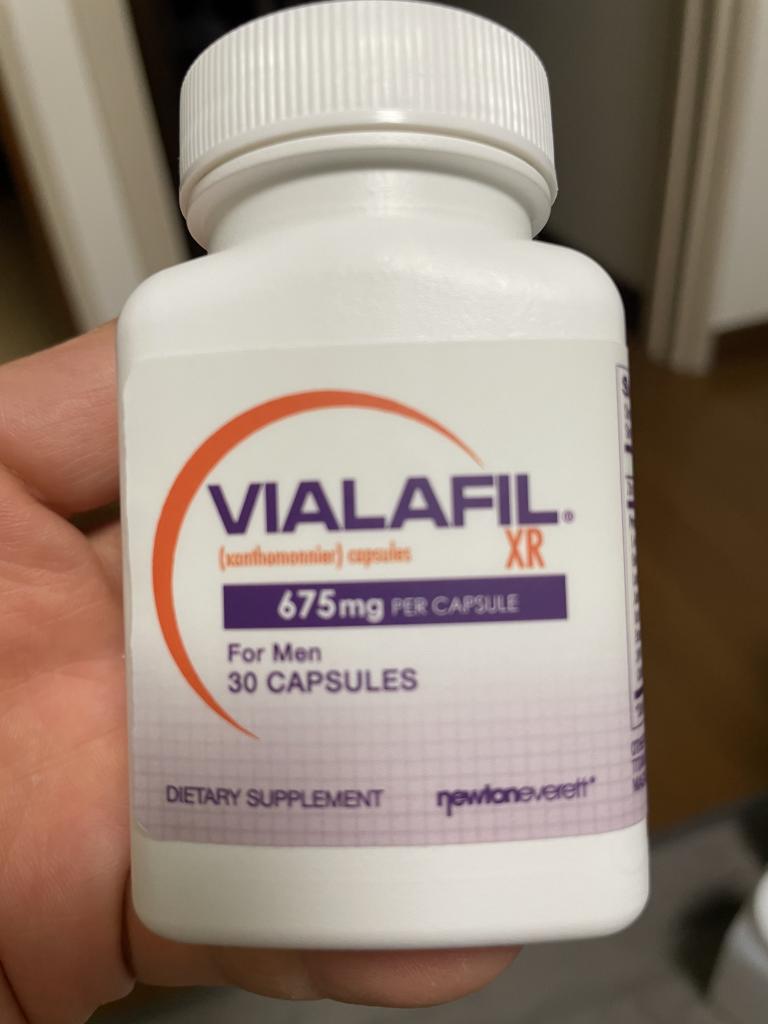 VIALAFIL®
XR
(xanthomonnier) capsules
675mg PER CAPSULE
For Men
30 CAPSULES
DIETARY SUPPLEMENT
newtoneverett